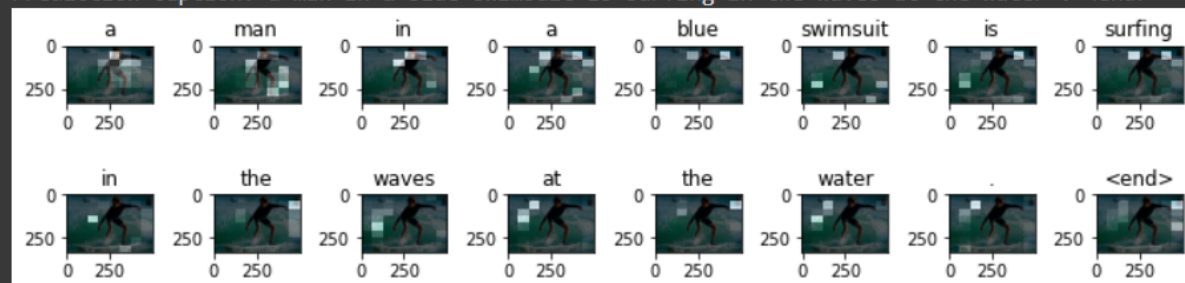 a man in a blue swimsuit is surfing
0 0 0 0 0 0 0 0
250 250 250 250 250 250 250 250
0 250 0 250 0 250 0 250 0 250 0 250 0 250 0 250
in the waves at the water . <end>
0 0 0 0 0 0 0 0
250 250 250 250 250 250 250 250
0 250 0 250 0 250 0 250 0 250 0 250 0 250 0 250